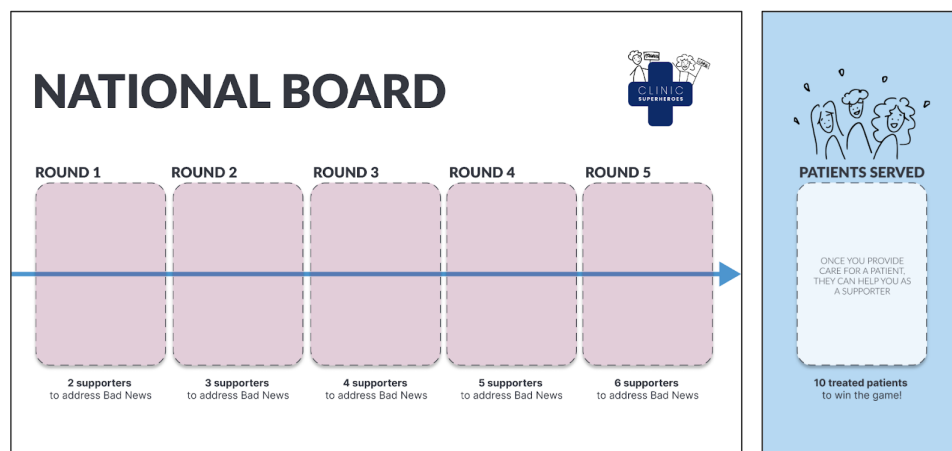 NATIONAL BOARD
CLINIC
SUPERHEROES
ROUND 1
ROUND 2
ROUND 3
ROUND 4
ROUND 5
2 supporters
to address Bad News
3 supporters
to address Bad News
4 supporters
to address Bad News
5 supporters
to address Bad News
6 supporters
to address Bad News
PATIENTS SERVED
ONCE YOU PROVIDE
CARE FOR A PATIENT,
THEY CAN HELP YOU AS
A SUPPORTER
10 treated patients
to win the game!